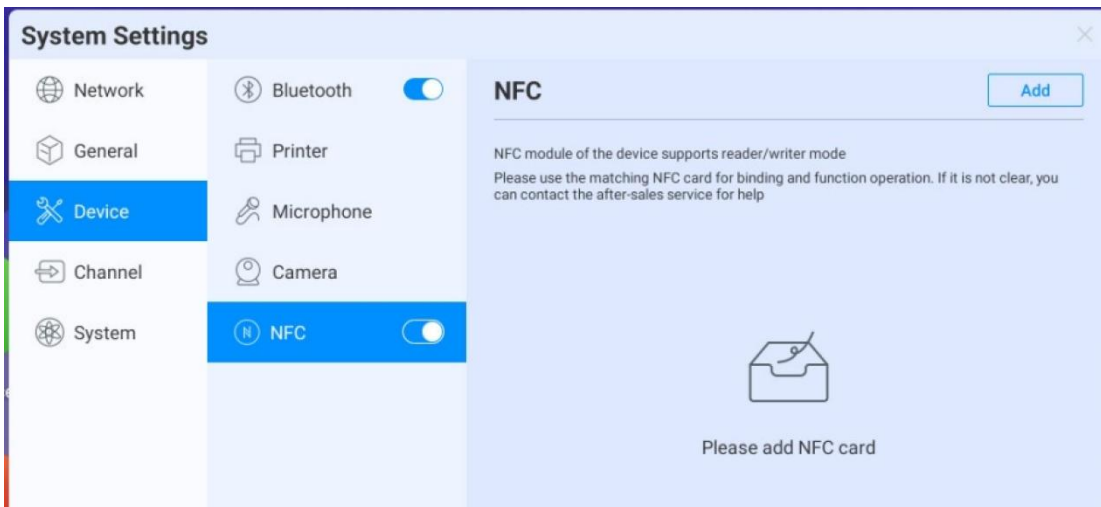 System Settings
Network
General
Device
Channel
System
Bluetooth
Printer
Microphone
Camera
N NFC
NFC
Add
NFC module of the device supports reader/writer mode
Please use the matching NFC card for binding and function operation. If it is not clear, you
can contact the after-sales service for help
Please add NFC card